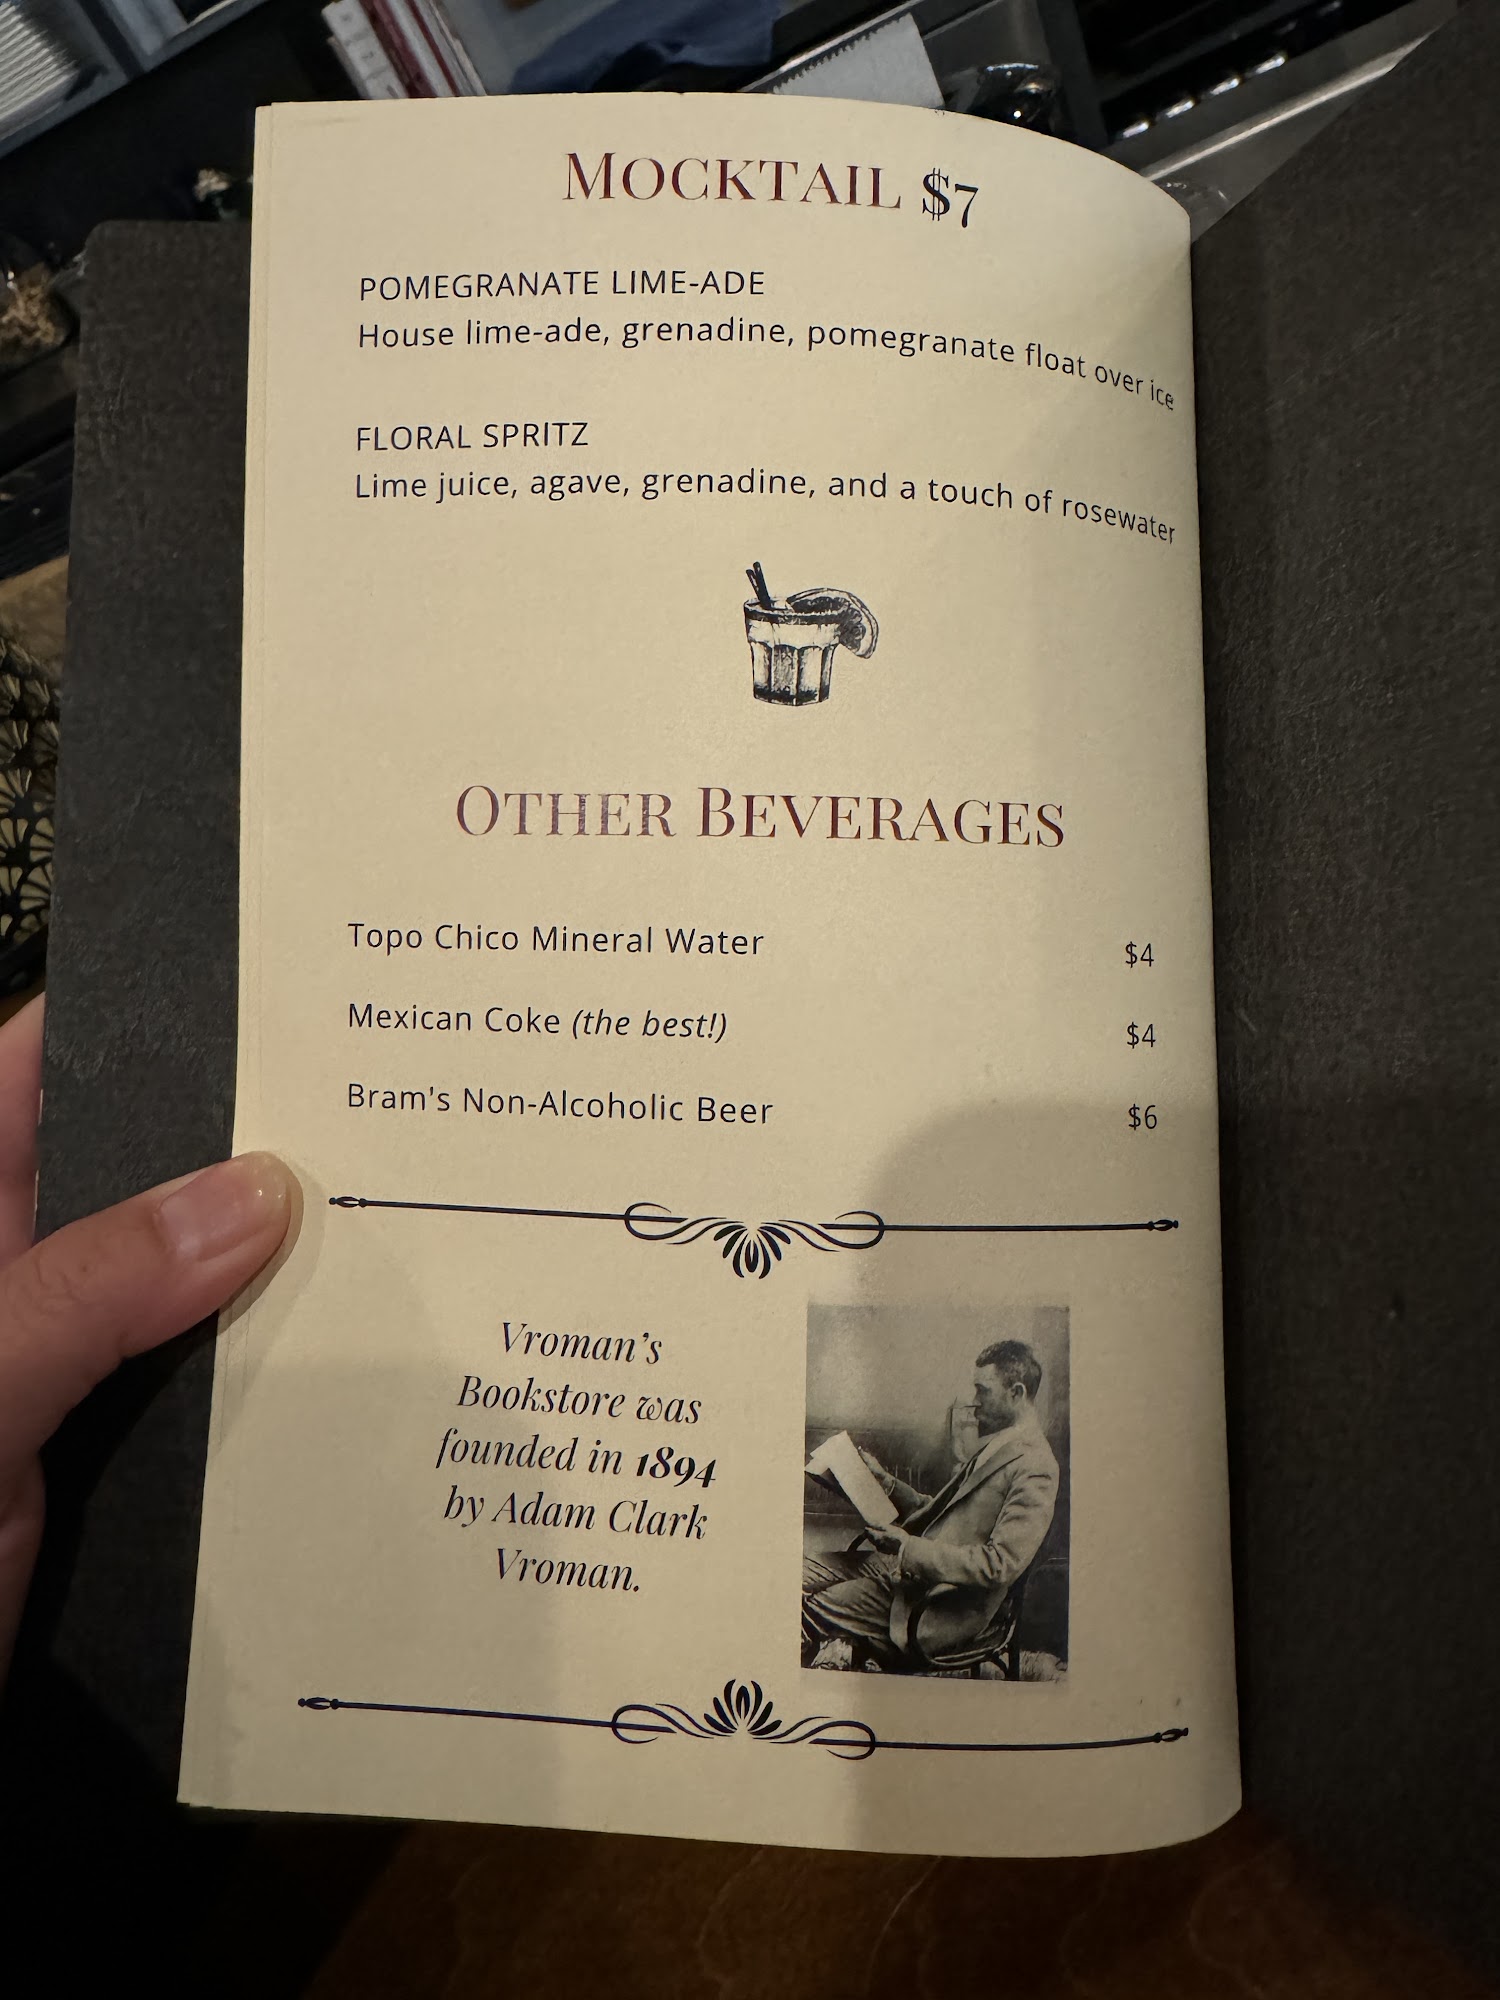 MOCKTAIL $7
POMEGRANATE LIME-ADE
House lime-ade, grenadine, pomegranate float over ice
FLORAL SPRITZ
Lime juice, agave, grenadine, and a touch of rosewater
OTHER BEVERAGES
Topo Chico Mineral Water $4
Mexican Coke (the best!) $4
Bram's Non-Alcoholic Beer $6
Vroman's
Bookstore was
founded in 1894
by Adam Clark
Vroman.